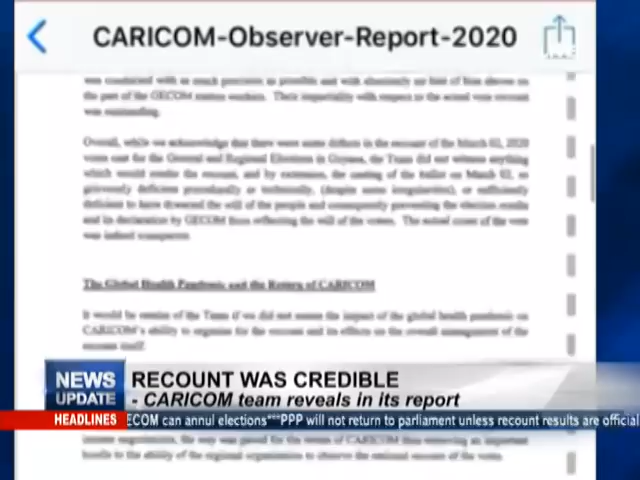 CARICOM-Observer-Report-2020
was conducted with as much precision as possible and with absolutely no hint of bias shown on
the part of the GECOM station workers. Their impartiality with respect to the actual vote recount
was outstanding.
Overall, while we acknowledge that there were some defects in the recount of the March 02, 2020
votes cast for the General and Regional Elections in Guyana, the Team did not witness anything
which would render the recount, and by extension, the casting of the ballot on March 02, so
grievously deficient procedurally or technically, (despite some irregularities), or sufficiently
deficient to have thwarted the will of the people and consequently preventing the election results
and its declaration by GECOM from reflecting the will of the voters. The actual count of the vote
was indeed transparent.
The Global Health Pandemic and the Return of CARICOM
It would be remiss of the Team if we did not assess the impact of the global health pandemic on
CARICOM's ability to organise for the recount and its effects on the overall management of the
recount itself.
NEWS
UPDATE
RECOUNT WAS CREDIBLE
- CARICOM team reveals in its report
HEADLINES
ECOM can annul elections***PPP will not return to parliament unless recount results are official